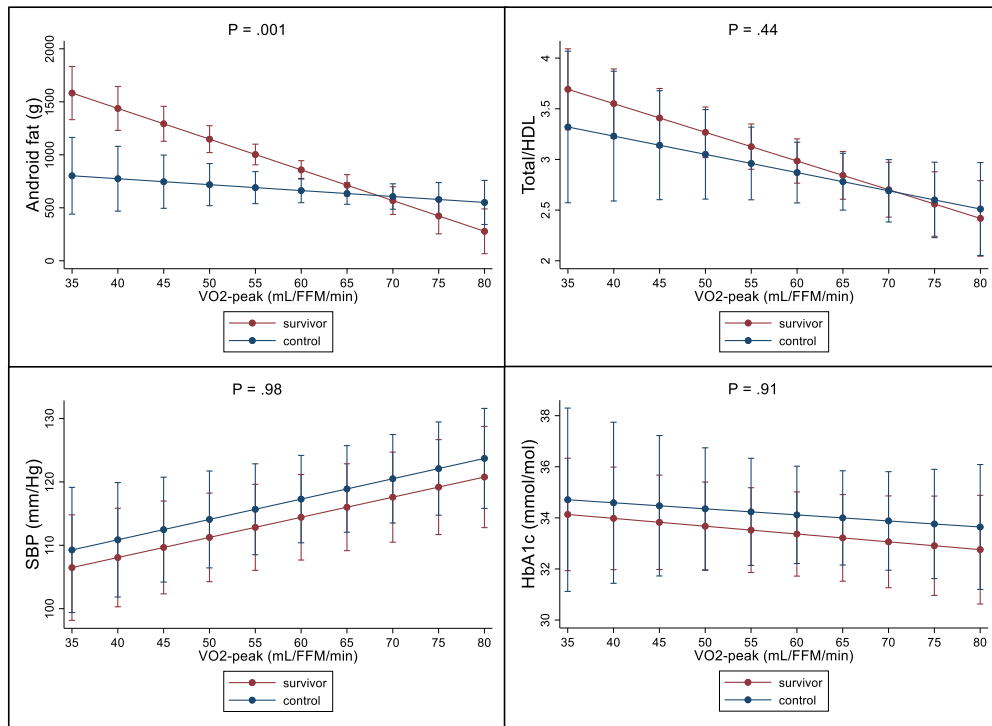 P = .001
Android fat (g)
2000
1500
1000
500
0
35 40 45 50 55 60 65 70 75 80
VO2-peak (mL/FFM/min)
survivor
control
P = .44
Total/HDL
4
3.5
3
2.5
2
35 40 45 50 55 60 65 70 75 80
VO2-peak (mL/FFM/min)
survivor
control
P = .98
SBP (mm/Hg)
130
120
110
100
35 40 45 50 55 60 65 70 75 80
VO2-peak (mL/FFM/min)
survivor
control
P = .91
HbA1c (mmol/mol)
38
36
34
32
30
35 40 45 50 55 60 65 70 75 80
VO2-peak (mL/FFM/min)
survivor
control